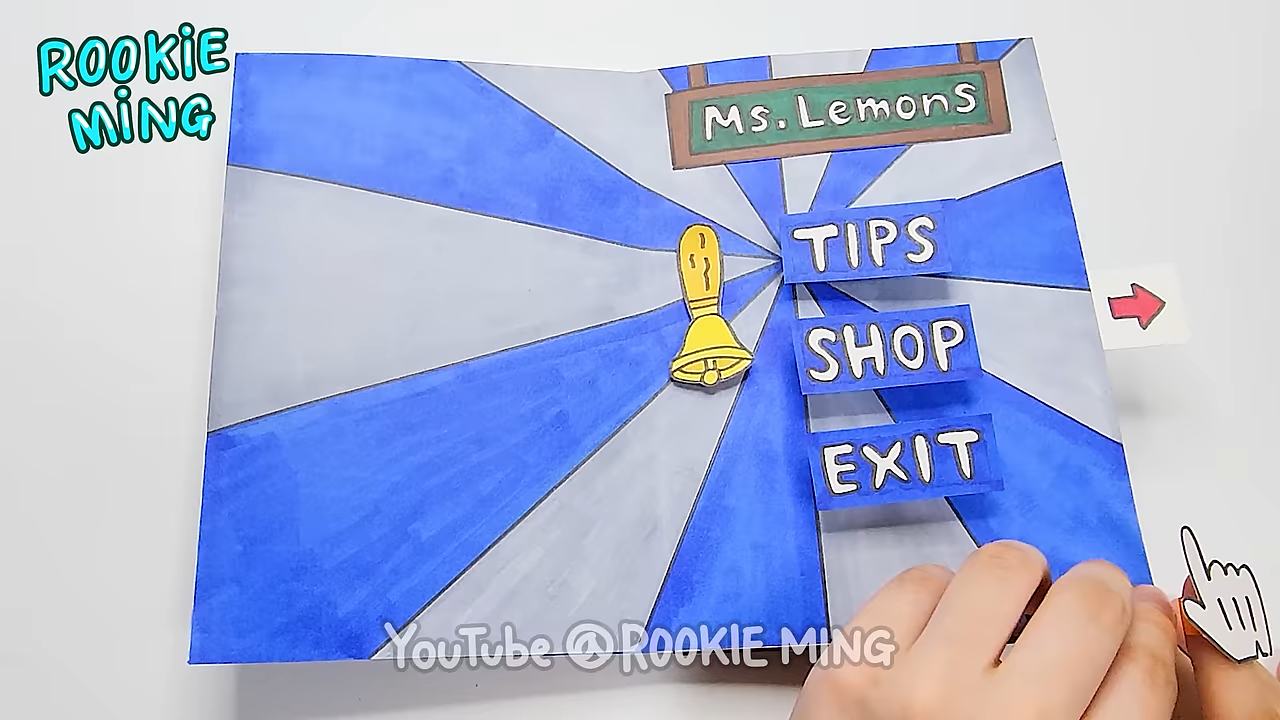 ROOKiE
MiNG
Ms. Lemons
TIPS
SHOP
EXIT
YouTube @ROOKIE MING